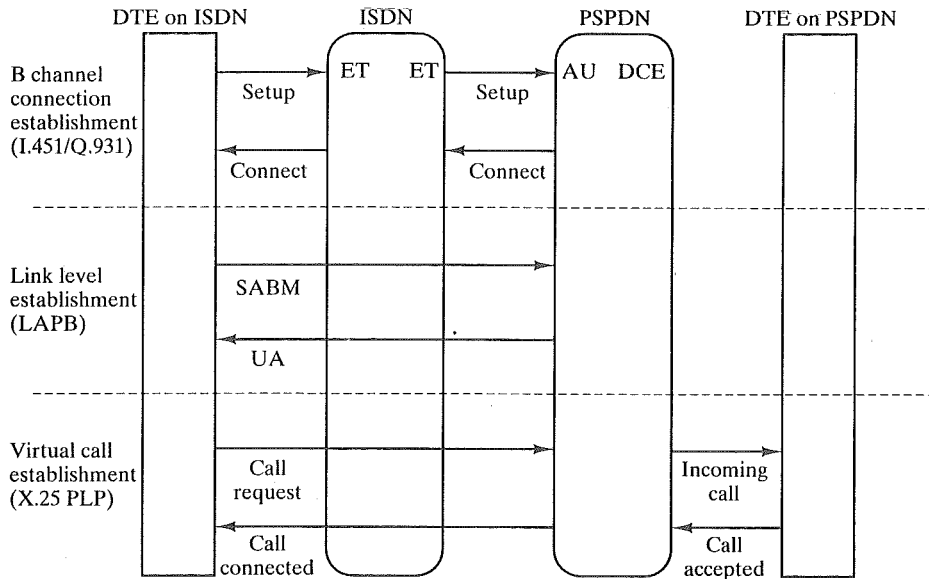 DTE on ISDN
ISDN
PSPDN
DTE on PSPDN
B channel
connection
establishment
(I.451/Q.931)
Setup
ET
ET
Setup
AU
DCE
Connect
Connect
Link level
establishment
(LAPB)
SABM
UA
Virtual call
establishment
(X.25 PLP)
Call
request
Incoming
call
Call
connected
Call
accepted